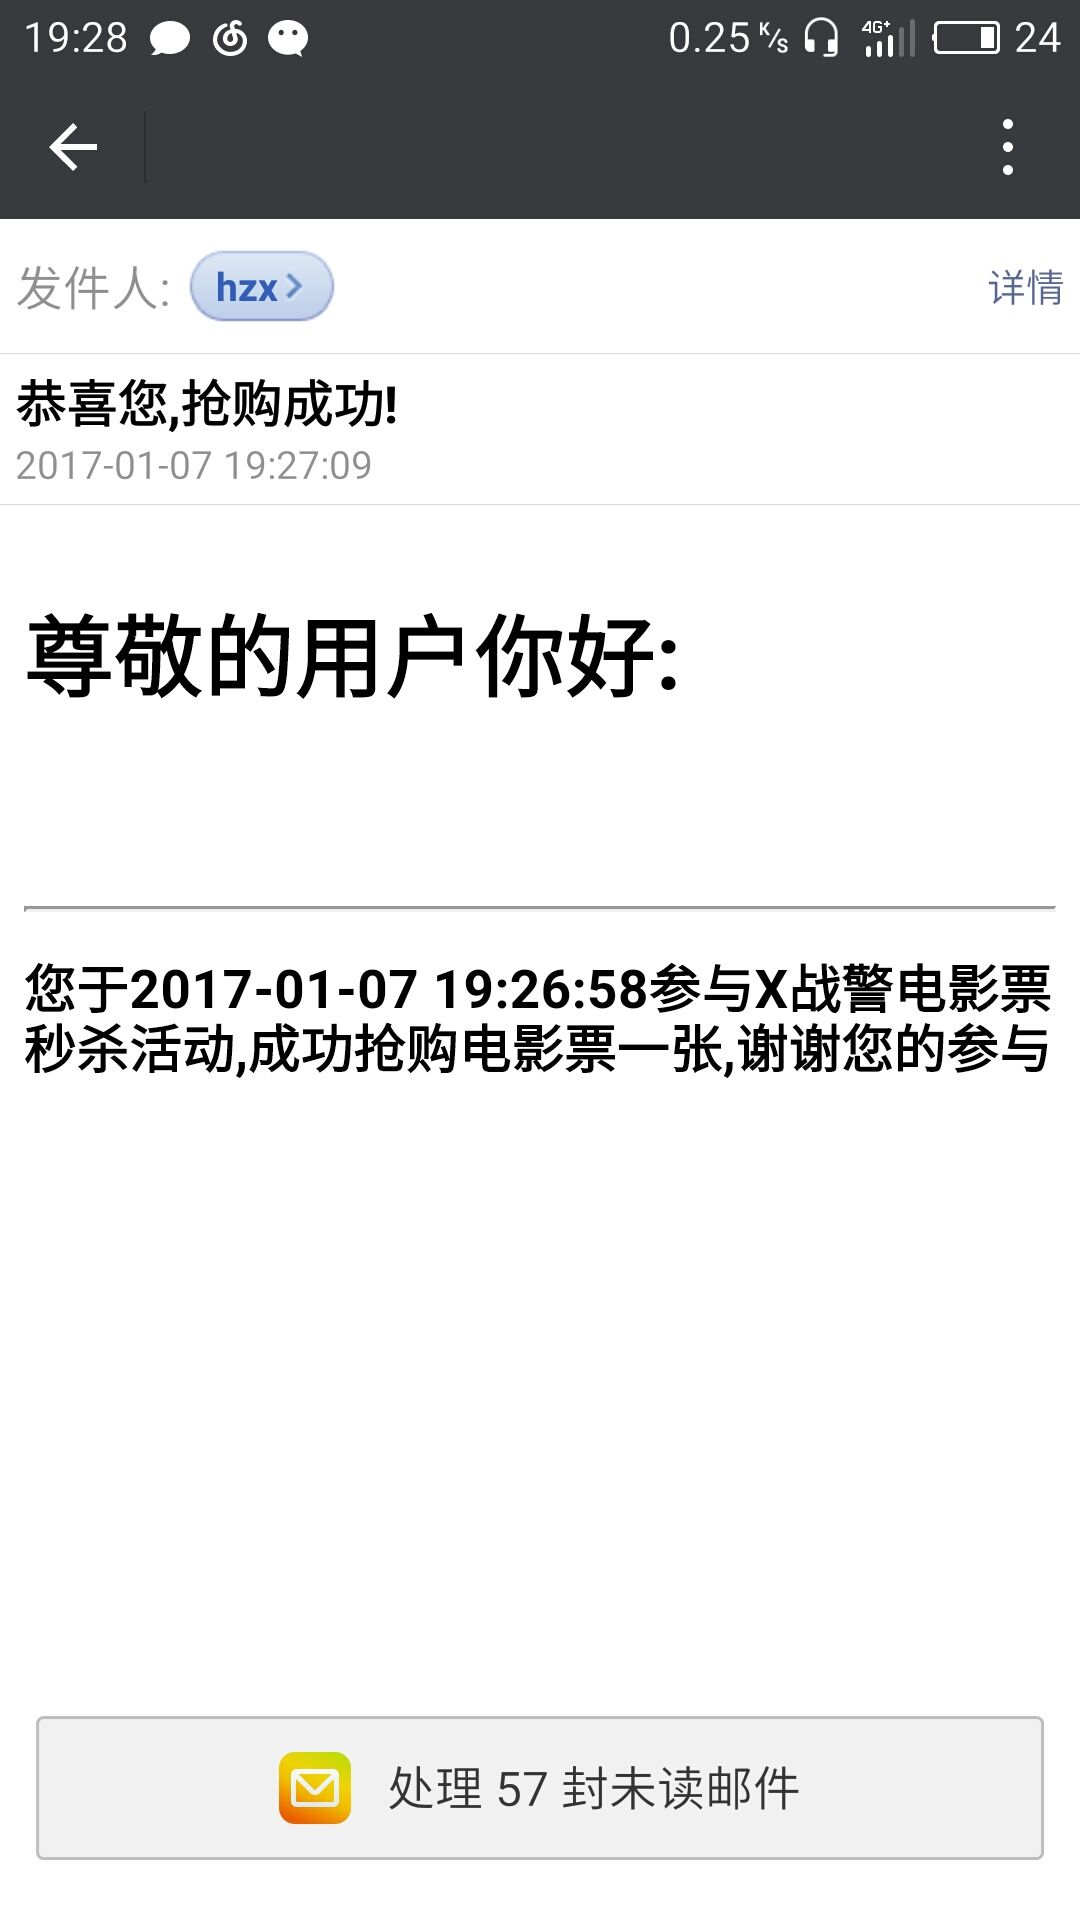 19:28 0.25 K/s 4G+ 24
发件人: hzx 详情
恭喜您,抢购成功!
2017-01-07 19:27:09
尊敬的用户你好:
您于2017-01-07 19:26:58参与X战警电影票
秒杀活动,成功抢购电影票一张,谢谢您的参与
处理 57 封未读邮件